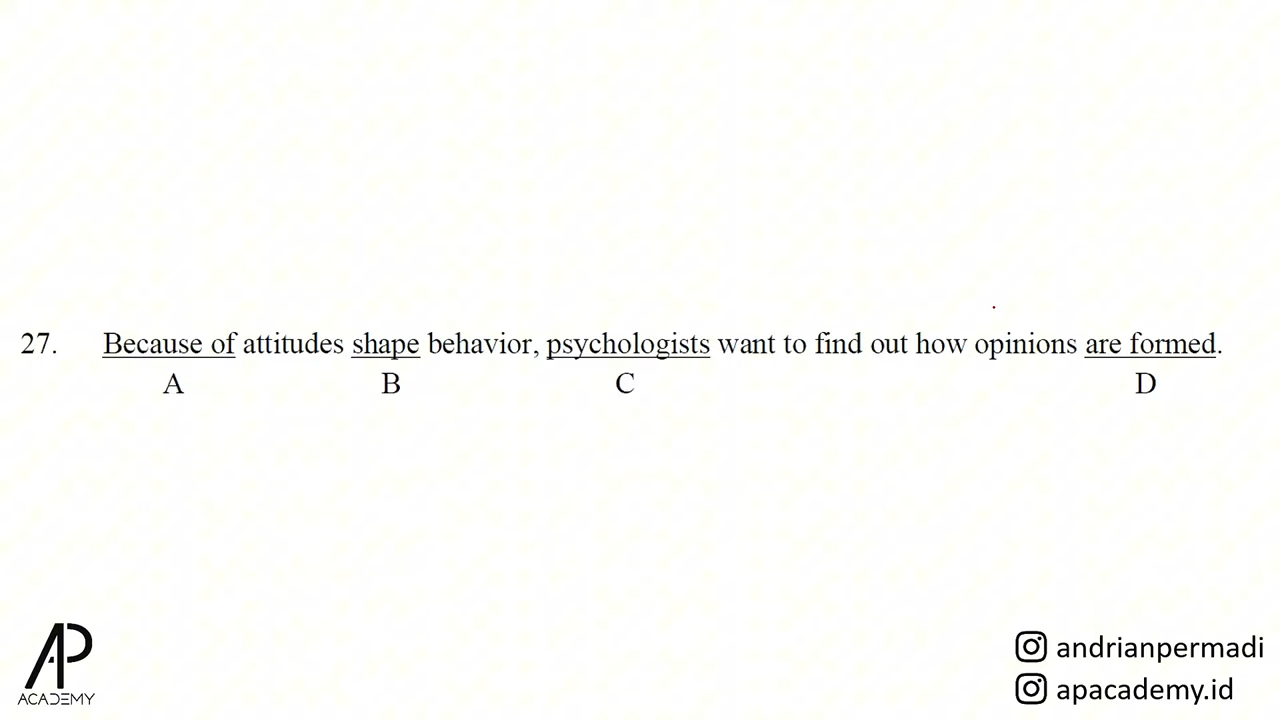 27. Because of attitudes shape behavior, psychologists want to find out how opinions are formed.
A B C D
AP
ACADEMY
andrianpermadi
apacademy.id